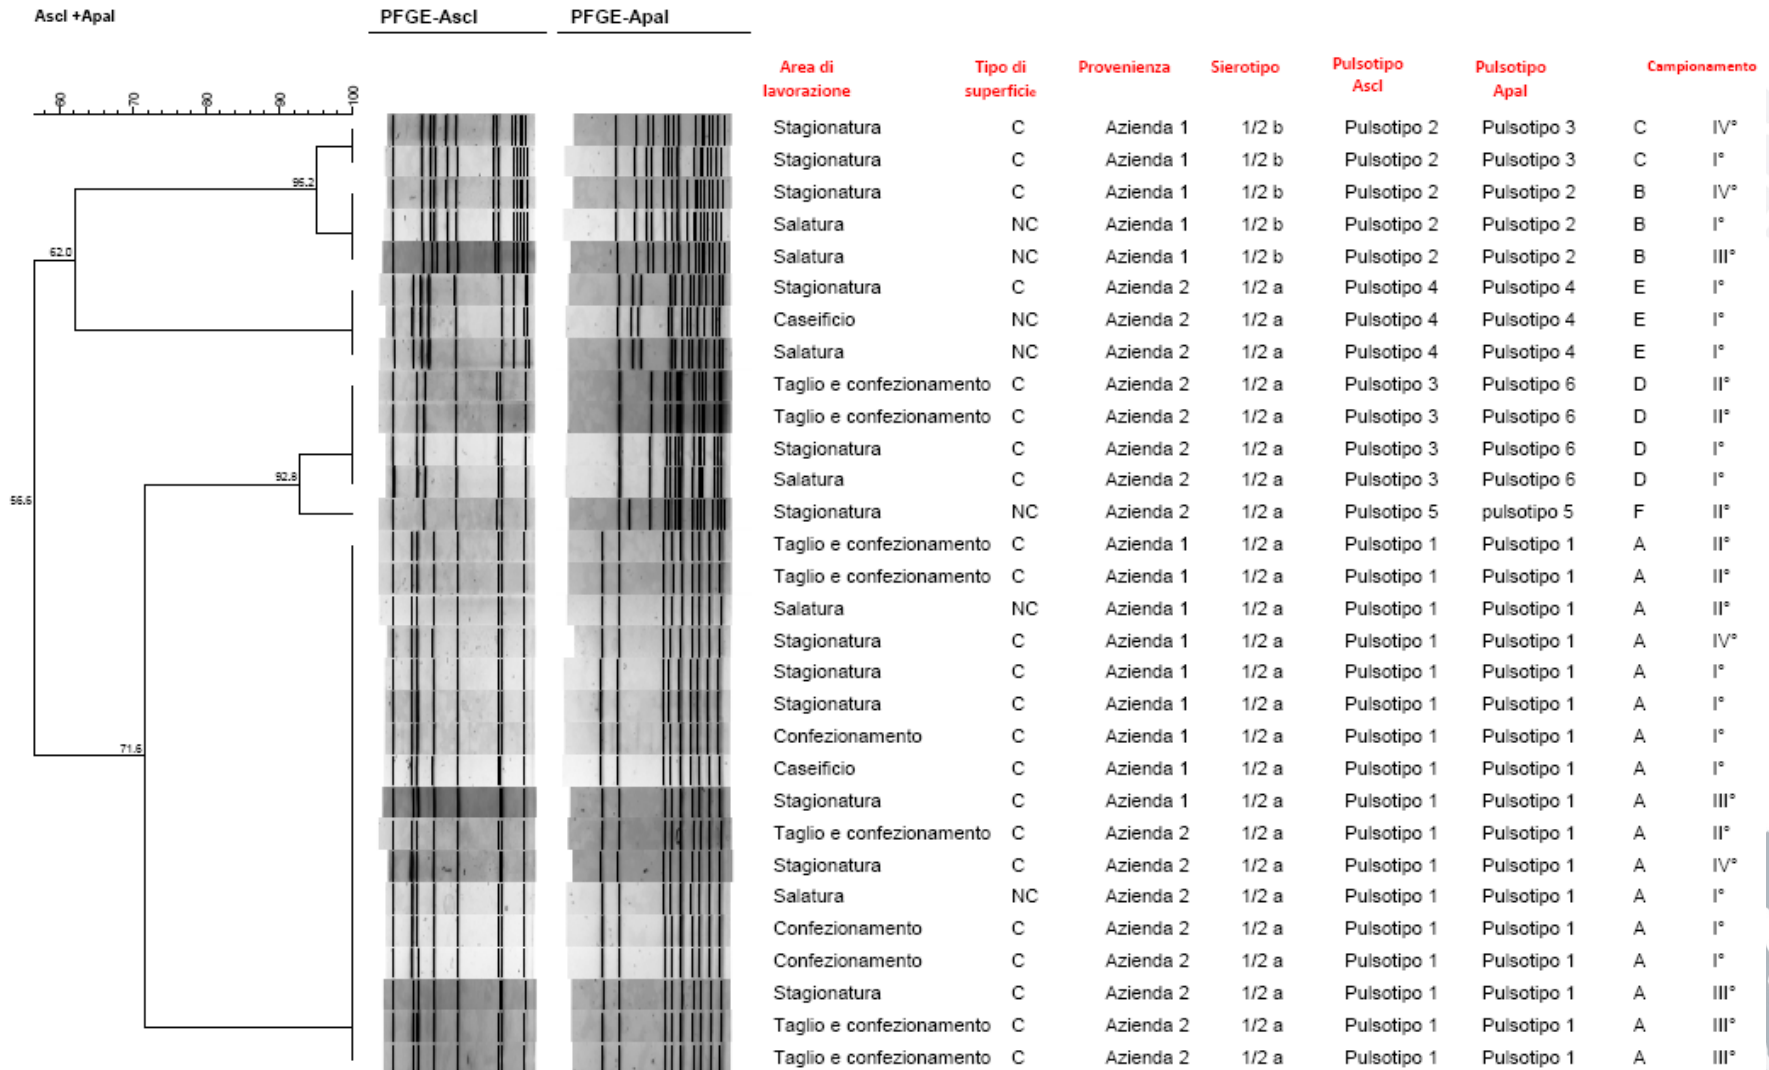 AscI +ApaI PFGE-AscI PFGE-ApaI
Area di lavorazione Tipo di superficie Provenienza Sierotipo Pulsotipo AscI Pulsotipo ApaI Campionamento
60 70 80 90 100
Stagionatura C Azienda 1 1/2 b Pulsotipo 2 Pulsotipo 3 C IV°
Stagionatura C Azienda 1 1/2 b Pulsotipo 2 Pulsotipo 3 C I°
95.2
Stagionatura C Azienda 1 1/2 b Pulsotipo 2 Pulsotipo 2 B IV°
Salatura NC Azienda 1 1/2 b Pulsotipo 2 Pulsotipo 2 B I°
62.0
Salatura NC Azienda 1 1/2 b Pulsotipo 2 Pulsotipo 2 B III°
Stagionatura C Azienda 2 1/2 a Pulsotipo 4 Pulsotipo 4 E I°
Caseificio NC Azienda 2 1/2 a Pulsotipo 4 Pulsotipo 4 E I°
Salatura NC Azienda 2 1/2 a Pulsotipo 4 Pulsotipo 4 E I°
Taglio e confezionamento C Azienda 2 1/2 a Pulsotipo 3 Pulsotipo 6 D II°
Taglio e confezionamento C Azienda 2 1/2 a Pulsotipo 3 Pulsotipo 6 D II°
Stagionatura C Azienda 2 1/2 a Pulsotipo 3 Pulsotipo 6 D I°
92.8
Salatura C Azienda 2 1/2 a Pulsotipo 3 Pulsotipo 6 D I°
56.6
Stagionatura NC Azienda 2 1/2 a Pulsotipo 5 pulsotipo 5 F II°
Taglio e confezionamento C Azienda 1 1/2 a Pulsotipo 1 Pulsotipo 1 A II°
Taglio e confezionamento C Azienda 1 1/2 a Pulsotipo 1 Pulsotipo 1 A II°
Salatura NC Azienda 1 1/2 a Pulsotipo 1 Pulsotipo 1 A II°
Stagionatura C Azienda 1 1/2 a Pulsotipo 1 Pulsotipo 1 A IV°
Stagionatura C Azienda 1 1/2 a Pulsotipo 1 Pulsotipo 1 A I°
Stagionatura C Azienda 1 1/2 a Pulsotipo 1 Pulsotipo 1 A I°
Confezionamento C Azienda 1 1/2 a Pulsotipo 1 Pulsotipo 1 A I°
71.6
Caseificio C Azienda 1 1/2 a Pulsotipo 1 Pulsotipo 1 A I°
Stagionatura C Azienda 1 1/2 a Pulsotipo 1 Pulsotipo 1 A III°
Taglio e confezionamento C Azienda 2 1/2 a Pulsotipo 1 Pulsotipo 1 A II°
Stagionatura C Azienda 2 1/2 a Pulsotipo 1 Pulsotipo 1 A IV°
Salatura NC Azienda 2 1/2 a Pulsotipo 1 Pulsotipo 1 A I°
Confezionamento C Azienda 2 1/2 a Pulsotipo 1 Pulsotipo 1 A I°
Confezionamento C Azienda 2 1/2 a Pulsotipo 1 Pulsotipo 1 A I°
Stagionatura C Azienda 2 1/2 a Pulsotipo 1 Pulsotipo 1 A III°
Taglio e confezionamento C Azienda 2 1/2 a Pulsotipo 1 Pulsotipo 1 A III°
Taglio e confezionamento C Azienda 2 1/2 a Pulsotipo 1 Pulsotipo 1 A III°